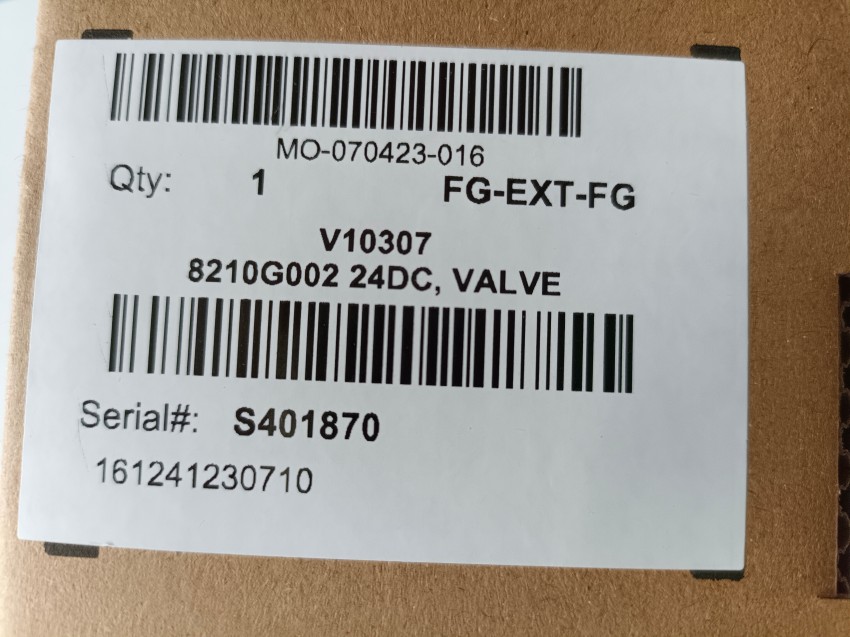 MO-070423-016
Qty: 1 FG-EXT-FG
V10307
8210G002 24DC, VALVE
Serial#: S401870
161241230710